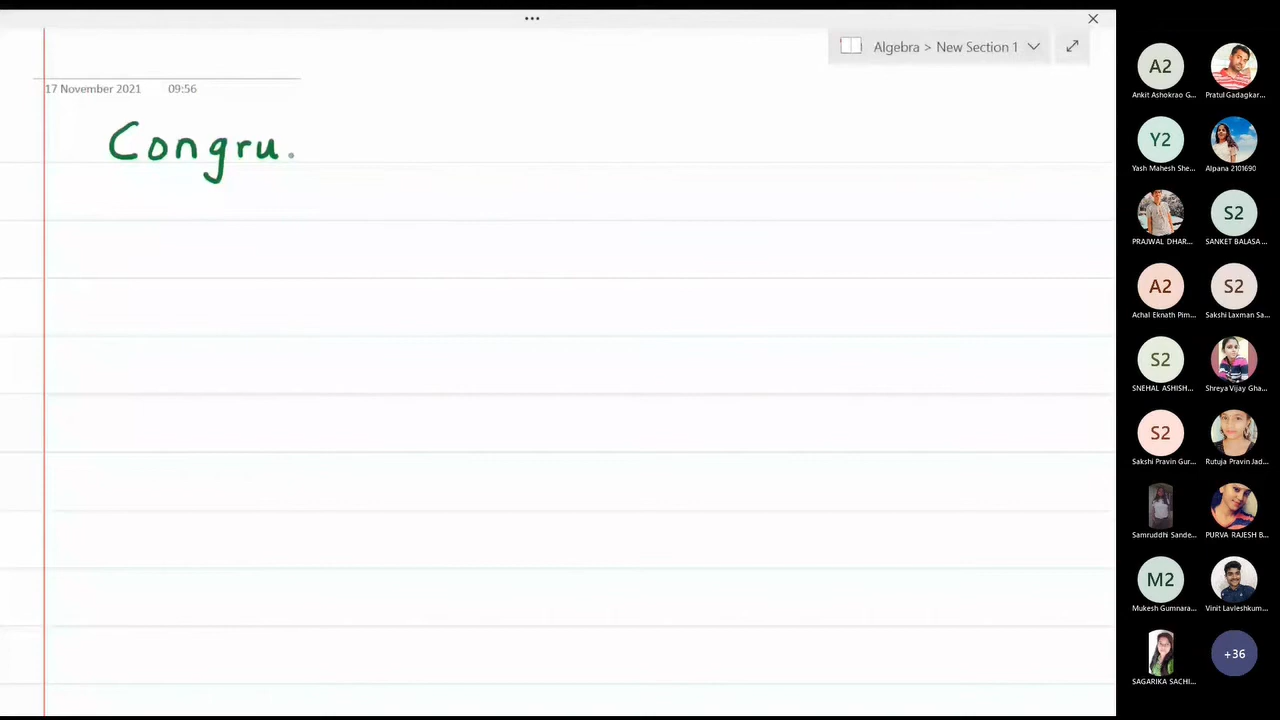 ...
Algebra > New Section 1
17 November 2021 09:56
Congru.
A2
Ankit Ashokrao G... Pratul Gadagkar...
Y2
Yash Mahesh She... Alpana 2101690
S2
PRAJWAL DHAR... SANKET BALASA...
A2 S2
Achal Eknath Pim... Sakshi Laxman Sa...
S2
SNEHAL ASHISH... Shreya Vijay Gha...
S2
Sakshi Pravin Gur... Rutuja Pravin Jad...
Samruddhi Sande... PURVA RAJESH B...
M2
Mukesh Gumnara... Vinit Lavleshkum...
+36
SAGARIKA SACHI...